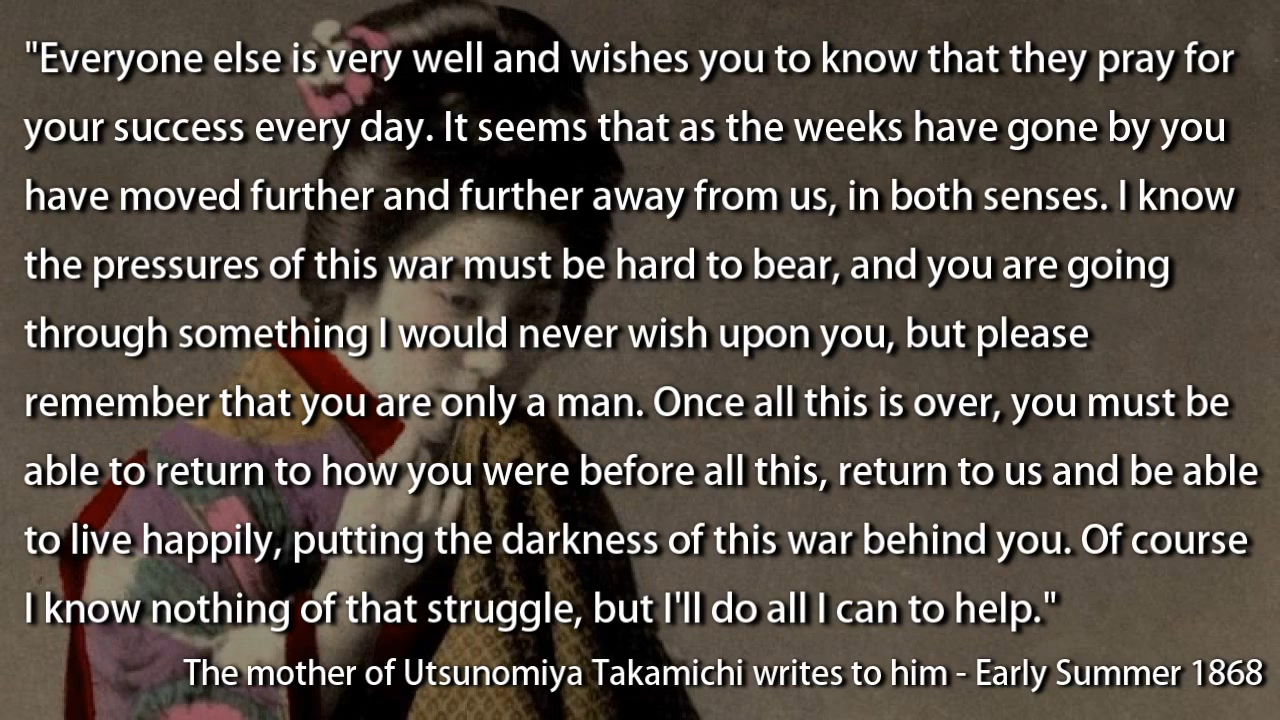 "Everyone else is very well and wishes you to know that they pray for
your success every day. It seems that as the weeks have gone by you
have moved further and further away from us, in both senses. I know
the pressures of this war must be hard to bear, and you are going
through something I would never wish upon you, but please
remember that you are only a man. Once all this is over, you must be
able to return to how you were before all this, return to us and be able
to live happily, putting the darkness of this war behind you. Of course
I know nothing of that struggle, but I'll do all I can to help."
The mother of Utsunomiya Takamichi writes to him - Early Summer 1868